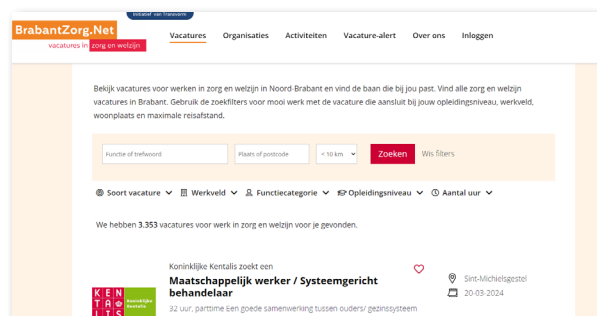 Initiatief van Transvorm
BrabantZorg.Net
vacatures in zorg en welzijn
Vacatures Organisaties Activiteiten Vacature-alert Over ons Inloggen
Bekijk vacatures voor werken in zorg en welzijn in Noord-Brabant en vind de baan die bij jou past. Vind alle zorg en welzijn
vacatures in Brabant. Gebruik de zoekfilters voor mooi werk met de vacature die aansluit bij jouw opleidingsniveau, werkveld,
woonplaats en maximale reisafstand.
Functie of trefwoord Plaats of postcode < 10 km Zoeken Wis filters
Soort vacature Werkveld Functiecategorie Opleidingsniveau Aantal uur
We hebben 3.353 vacatures voor werk in zorg en welzijn voor je gevonden.
Koninklijke Kentalis zoekt een
Maatschappelijk werker / Systeemgericht
behandelaar
Sint-Michielsgestel
20-03-2024
KEN
TA
LIS
Koninklijke
Kentalis
32 uur, parttime Een goede samenwerking tussen ouders/ gezinssysteem